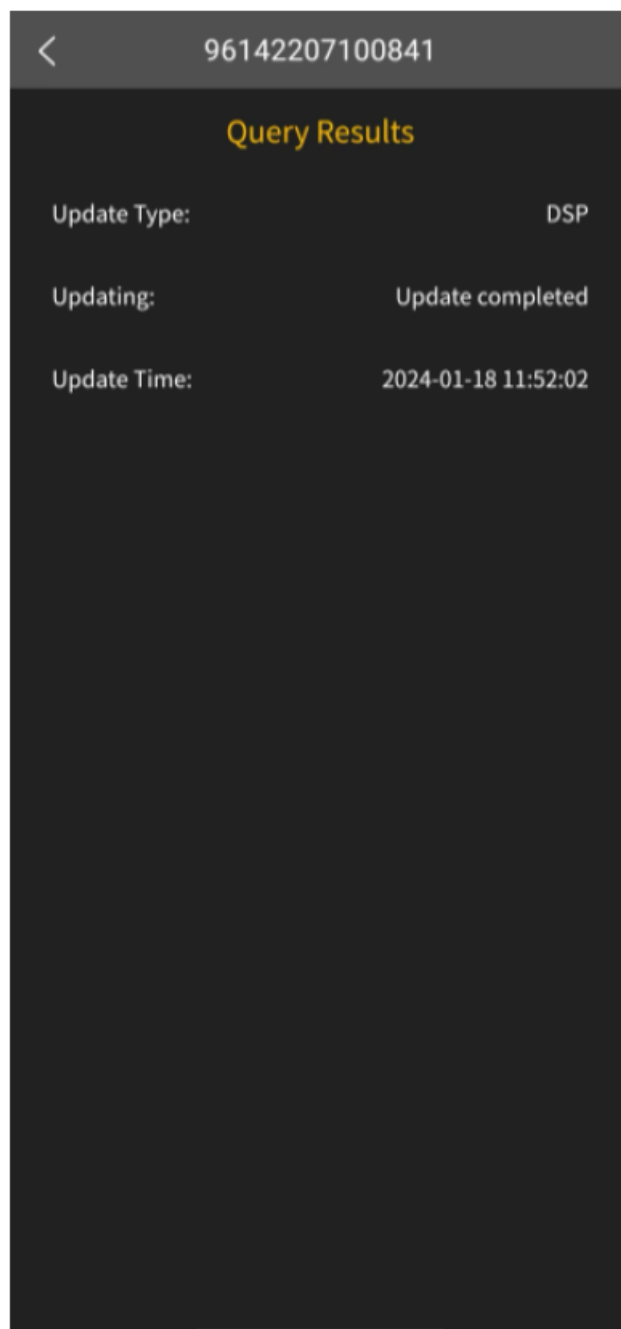 96142207100841
Query Results
Update Type: DSP
Updating: Update completed
Update Time: 2024-01-18 11:52:02